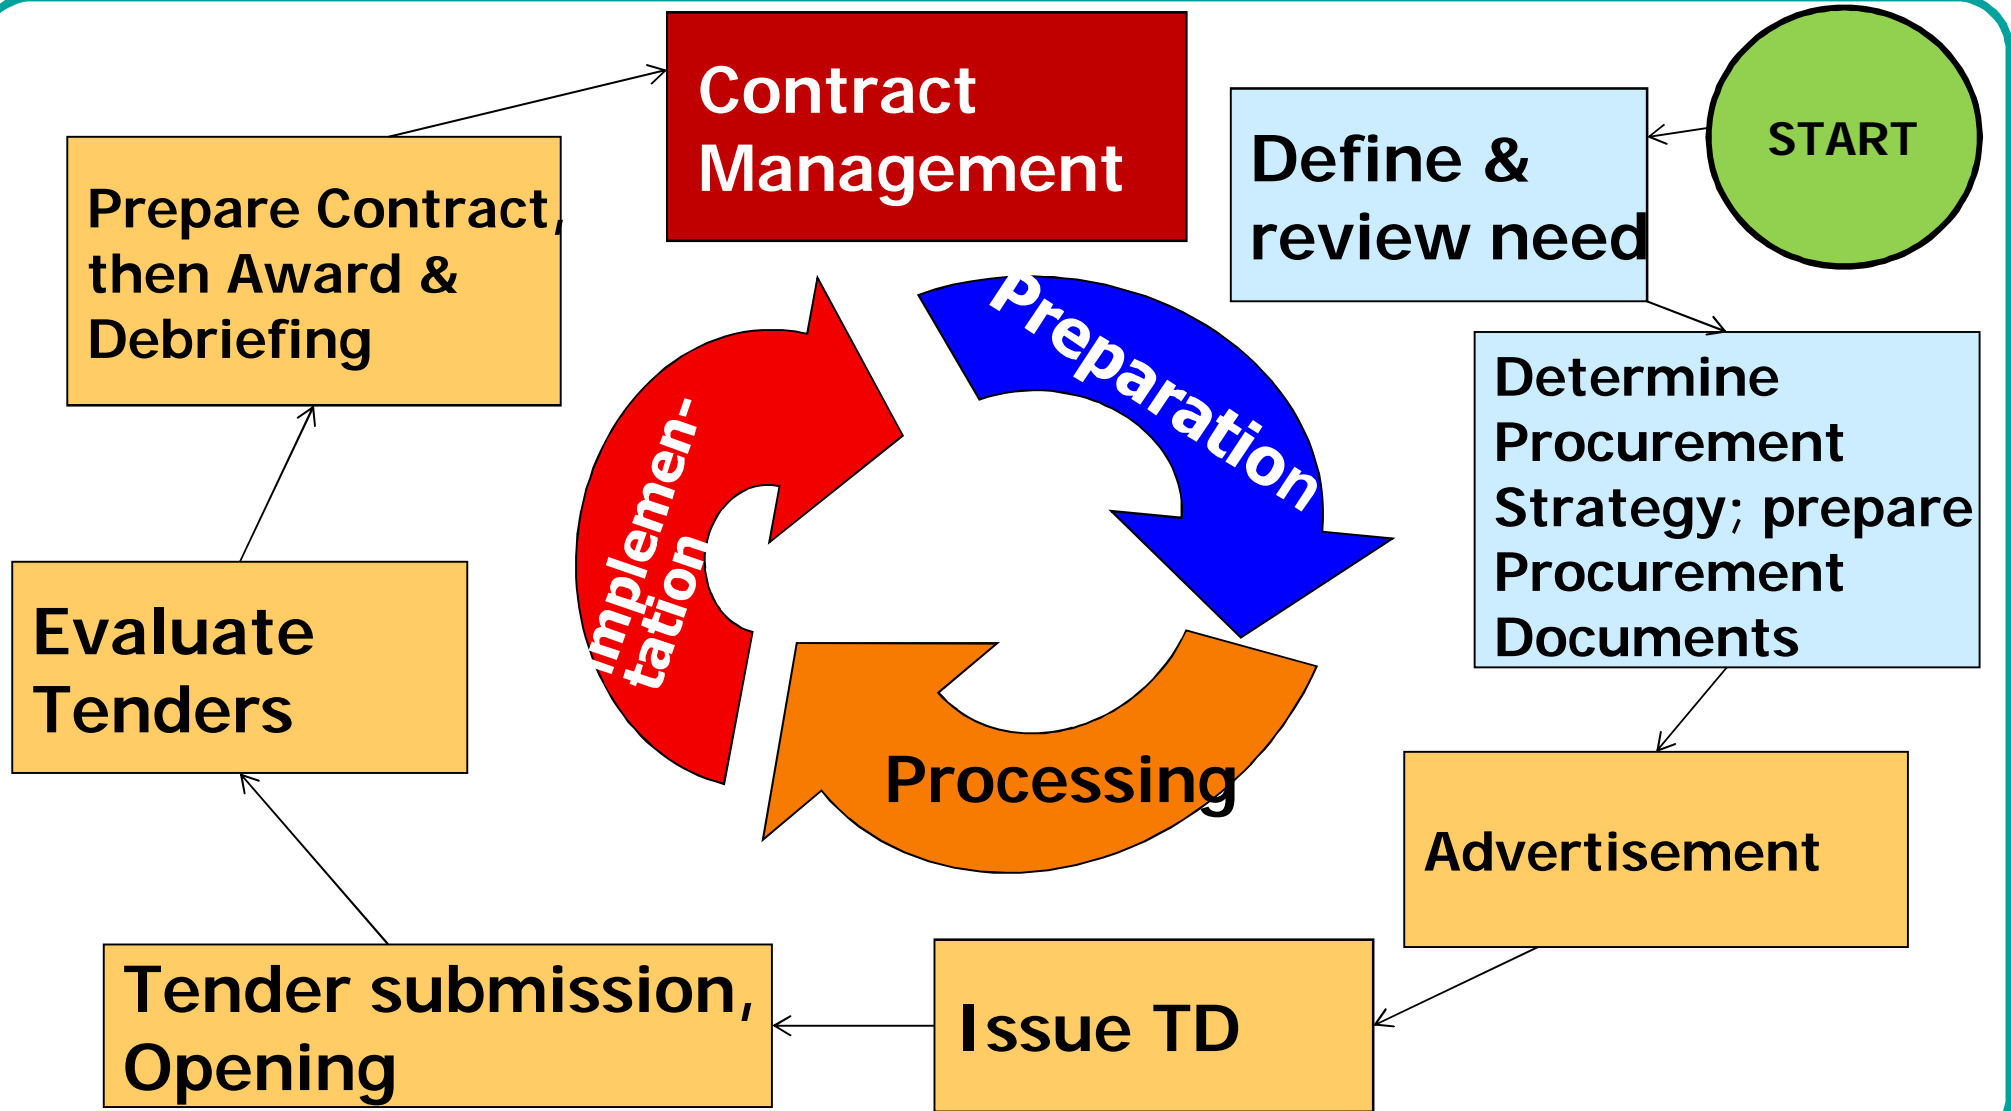 START
Define &
review need
Determine
Procurement
Strategy; prepare
Procurement
Documents
Advertisement
Issue TD
Tender submission,
Opening
Evaluate
Tenders
Prepare Contract,
then Award &
Debriefing
Contract
Management
Preparation
Processing
Implemen-
tation